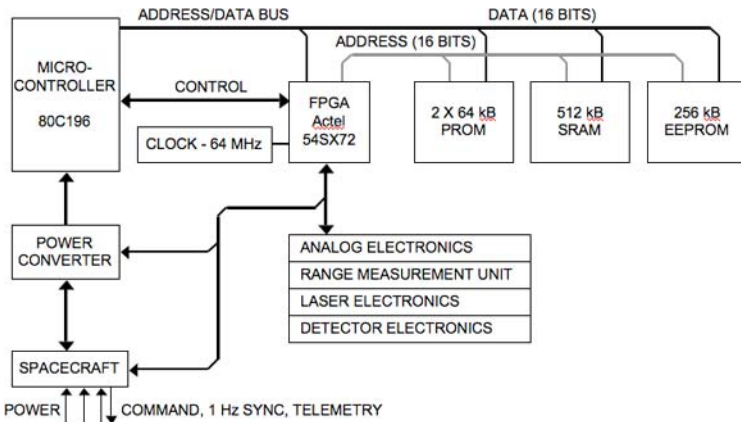 ADDRESS/DATA BUS
DATA (16 BITS)
ADDRESS (16 BITS)
MICRO-
CONTROLLER
80C196
CONTROL
FPGA
Actel
54SX72
2 X 64 kB
PROM
512 kB
SRAM
256 kB
EEPROM
CLOCK - 64 MHz
POWER
CONVERTER
ANALOG ELECTRONICS
RANGE MEASUREMENT UNIT
LASER ELECTRONICS
DETECTOR ELECTRONICS
SPACECRAFT
POWER
COMMAND, 1 Hz SYNC, TELEMETRY